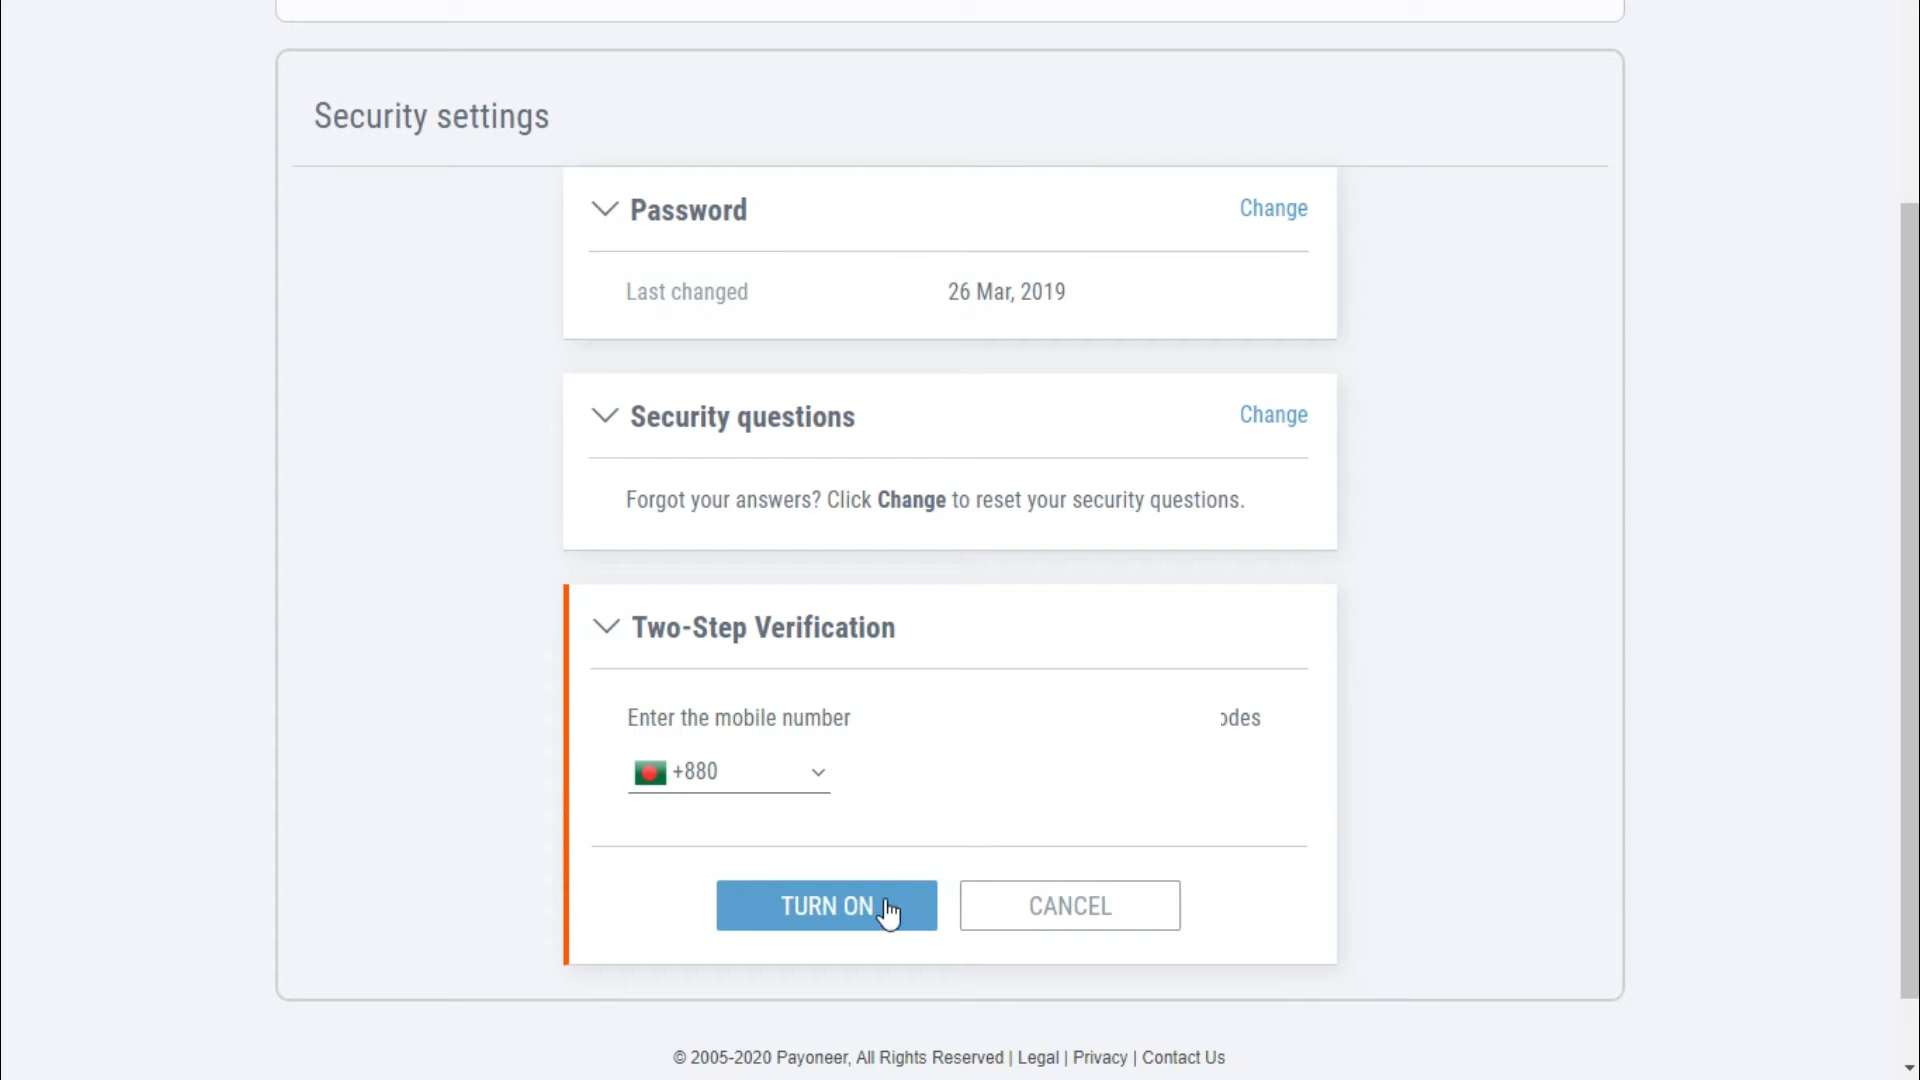 Security settings
Password
Change
Last changed
26 Mar, 2019
Security questions
Change
Forgot your answers? Click Change to reset your security questions.
Two-Step Verification
Enter the mobile number
+880
TURN ON
CANCEL
© 2005-2020 Payoneer, All Rights Reserved | Legal | Privacy | Contact Us